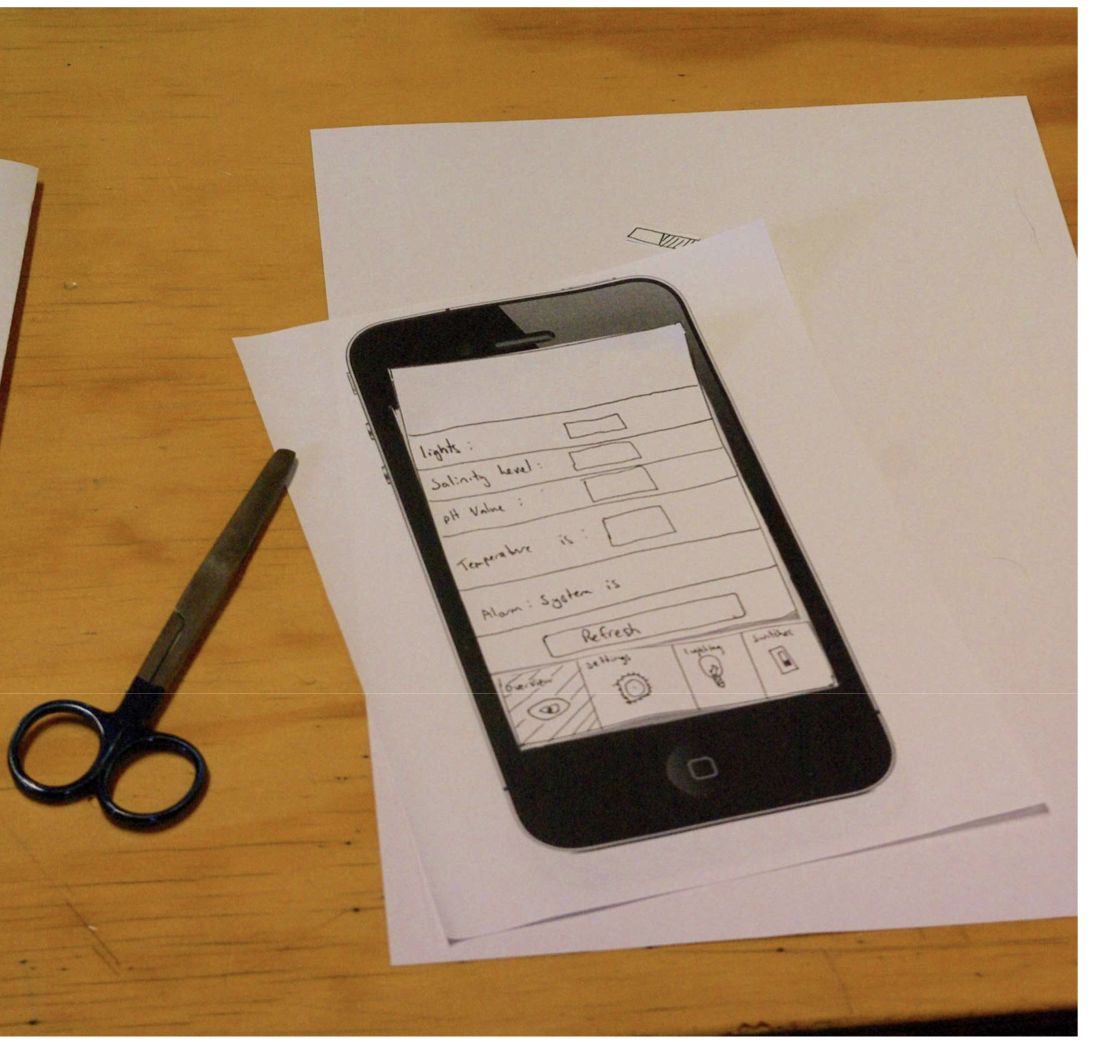 lights :
Salinity Level :
pH Value :
Temperature is :
Alarm : System is
Refresh
Overview
Settings
lighting
Switches